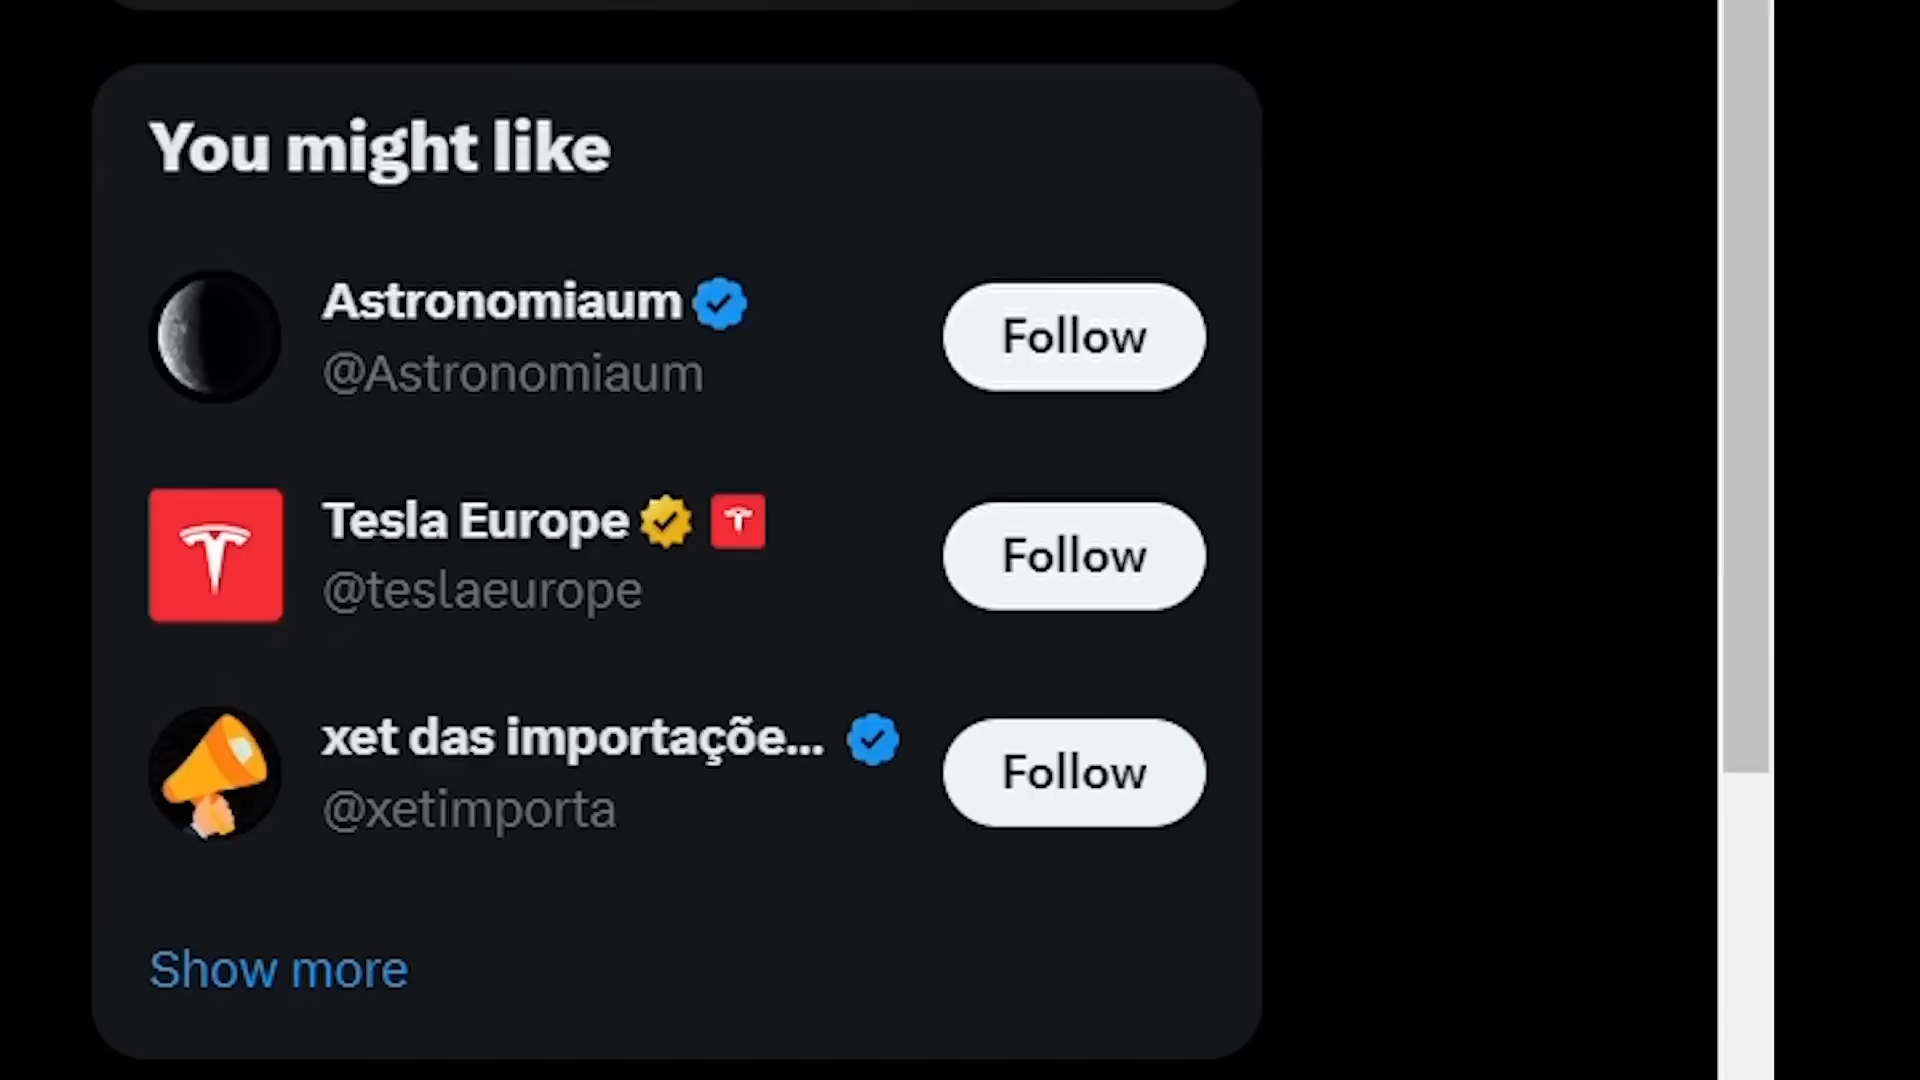 You might like
Astronomiaum
@Astronomiaum
Follow
Tesla Europe
@teslaeurope
Follow
xet das importaçõe...
@xetimporta
Follow
Show more